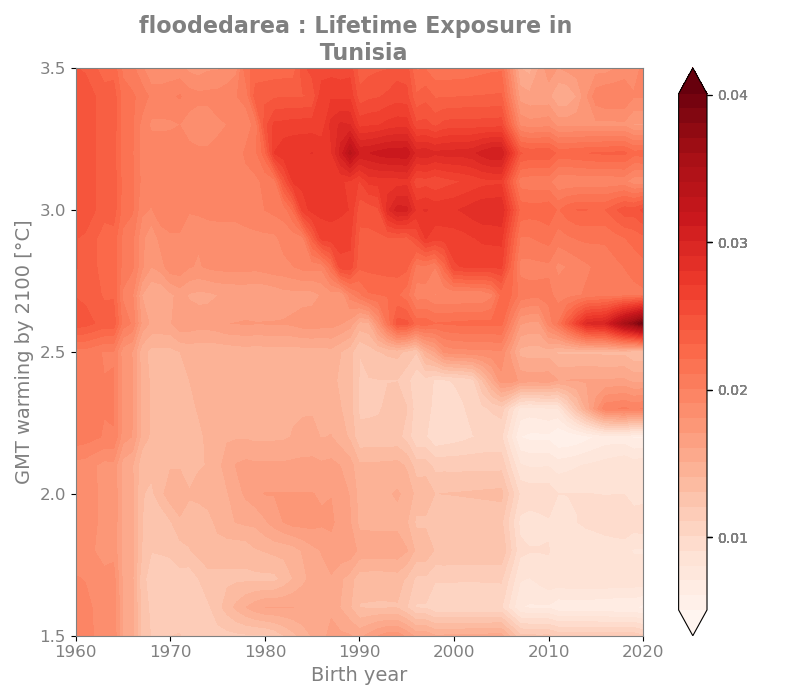 floodedarea : Lifetime Exposure in
Tunisia
3.5
3.0
2.5
2.0
1.5
GMT warming by 2100 [°C]
1960 1970 1980 1990 2000 2010 2020
Birth year
0.04
0.03
0.02
0.01